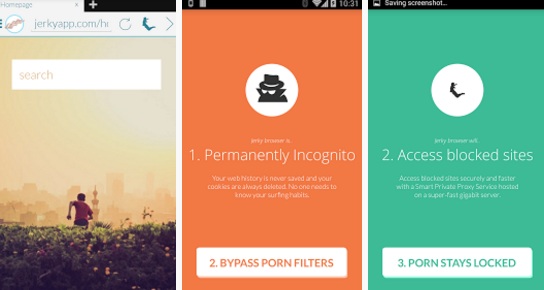 Homepage
×
+
jerkyapp.com/ho
search
10:31
Jerky browser is...
1. Permanently Incognito
Your web history is never saved and your
cookies are always deleted. No one needs to
know your surfing habits.
2. BYPASS PORN FILTERS
Saving screenshot...
Jerky browser will...
2. Access blocked sites
Access blocked sites securely and faster
with a Smart Private Proxy Service hosted
on a super-fast gigabit server.
3. PORN STAYS LOCKED